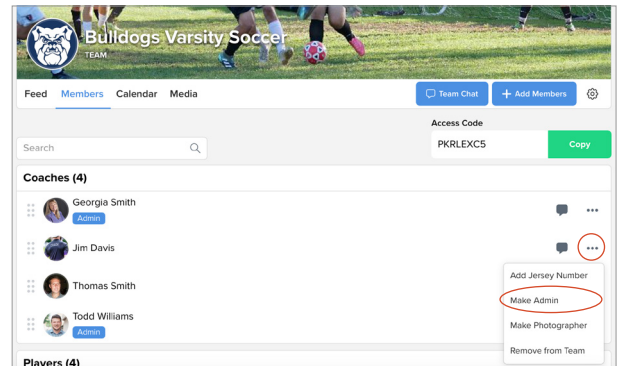 Bulldogs Varsity Soccer
TEAM
Feed Members Calendar Media
Team Chat
+ Add Members
Access Code
Search
PKRLEXC5
Copy
Coaches (4)
Georgia Smith
Admin
Jim Davis
Add Jersey Number
Thomas Smith
Make Admin
Make Photographer
Todd Williams
Admin
Remove from Team
Players (4)